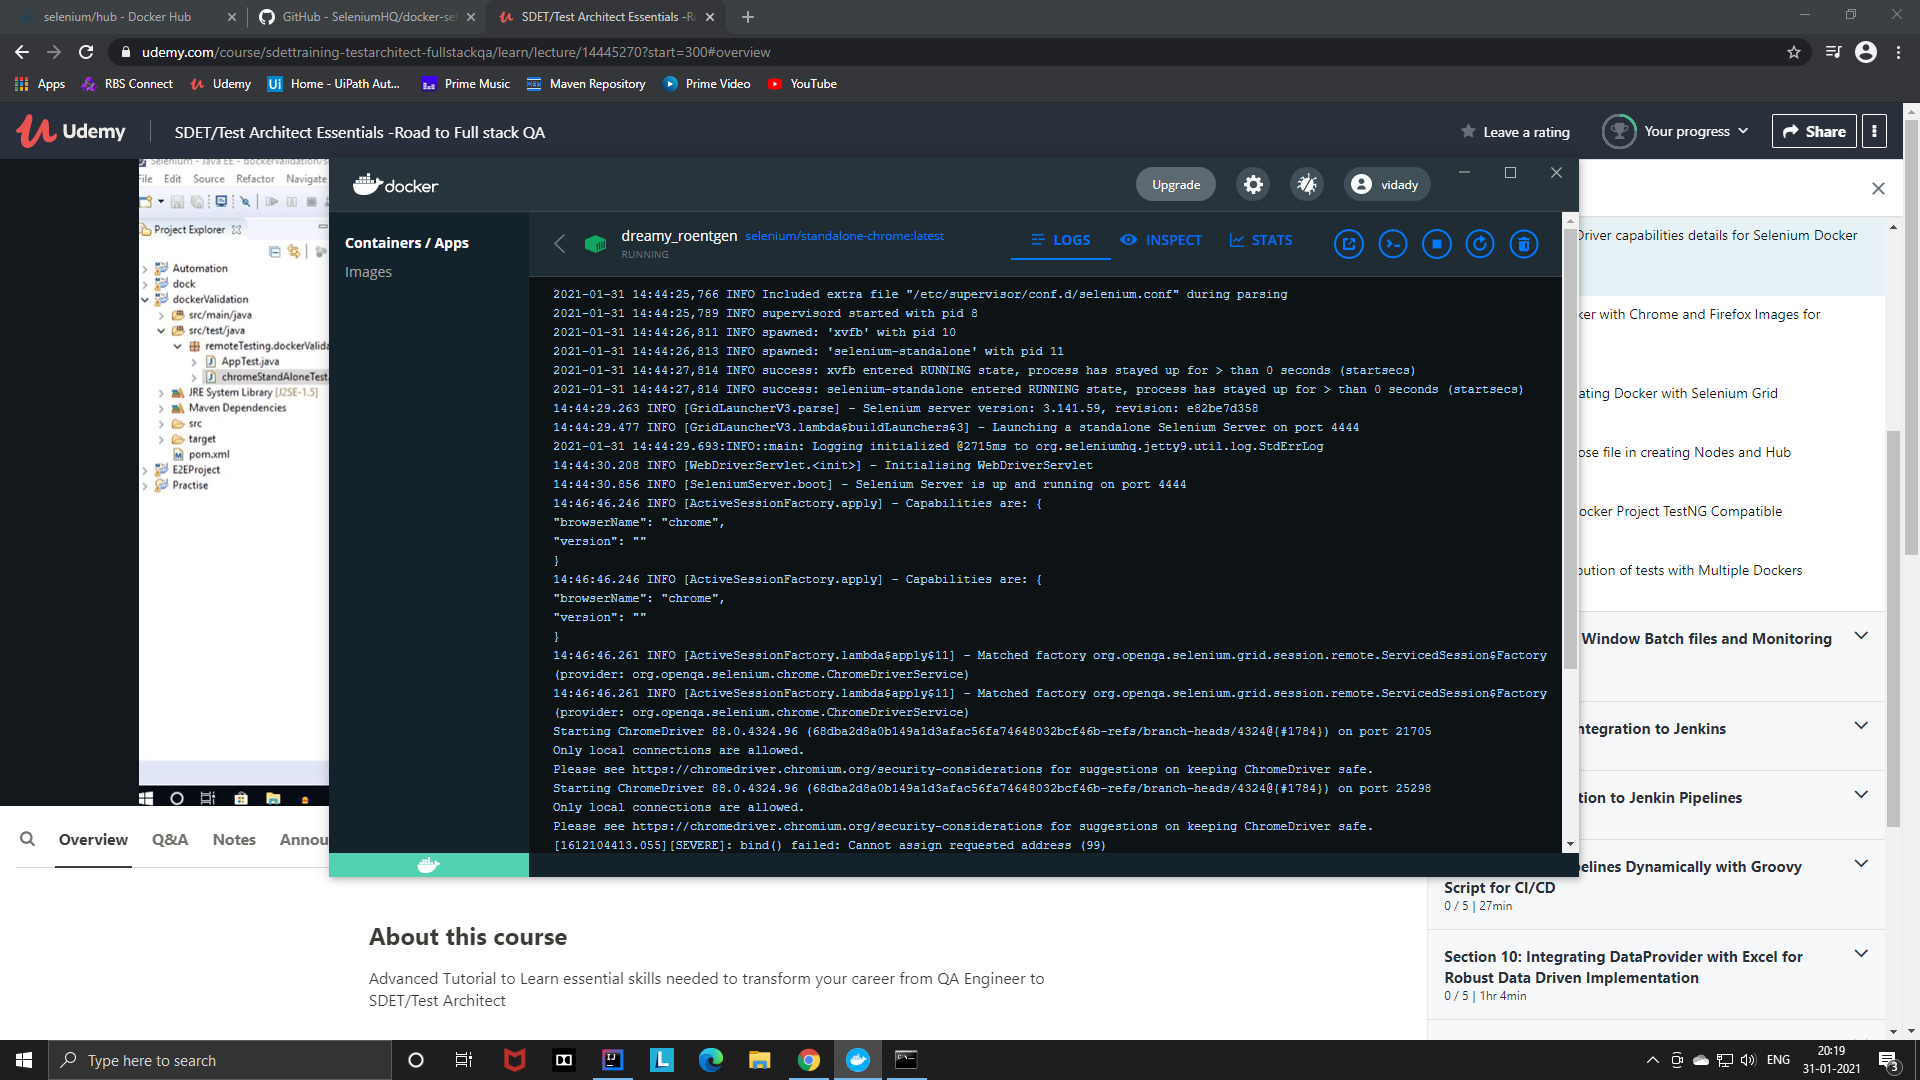 selenium/hub - Docker Hub
GitHub - SeleniumHQ/docker-sel
SDET/Test Architect Essentials -R
udemy.com/course/sdettraining-testarchitect-fullstackqa/learn/lecture/14445270?start=300#overview
Apps
RBS Connect
Udemy
Home - UiPath Aut...
Prime Music
Maven Repository
Prime Video
YouTube
Udemy
SDET/Test Architect Essentials -Road to Full stack QA
Leave a rating
Your progress
Share
File Edit Source Refactor Navigate
Project Explorer
Automation
dock
dockerValidation
src/main/java
src/test/java
remoteTesting.dockerValida
AppTest.java
chromeStandAloneTest.
JRE System Library [J2SE-1.5]
Maven Dependencies
src
target
pom.xml
E2EProject
Practise
docker
Upgrade
vidady
Containers / Apps
Images
dreamy_roentgen selenium/standalone-chrome:latest
RUNNING
LOGS
INSPECT
STATS
2021-01-31 14:44:25,766 INFO Included extra file "/etc/supervisor/conf.d/selenium.conf" during parsing
2021-01-31 14:44:25,789 INFO supervisord started with pid 8
2021-01-31 14:44:26,811 INFO spawned: 'xvfb' with pid 10
2021-01-31 14:44:26,813 INFO spawned: 'selenium-standalone' with pid 11
2021-01-31 14:44:27,814 INFO success: xvfb entered RUNNING state, process has stayed up for > than 0 seconds (startsecs)
2021-01-31 14:44:27,814 INFO success: selenium-standalone entered RUNNING state, process has stayed up for > than 0 seconds (startsecs)
14:44:29.263 INFO [GridLauncherV3.parse] - Selenium server version: 3.141.59, revision: e82be7d358
14:44:29.477 INFO [GridLauncherV3.lambda$buildLaunchers$3] - Launching a standalone Selenium Server on port 4444
2021-01-31 14:44:29.693:INFO::main: Logging initialized @2715ms to org.seleniumhq.jetty9.util.log.StdErrLog
14:44:30.208 INFO [WebDriverServlet.<init>] - Initialising WebDriverServlet
14:44:30.856 INFO [SeleniumServer.boot] - Selenium Server is up and running on port 4444
14:46:46.246 INFO [ActiveSessionFactory.apply] - Capabilities are: {
"browserName": "chrome",
"version": ""
}
14:46:46.246 INFO [ActiveSessionFactory.apply] - Capabilities are: {
"browserName": "chrome",
"version": ""
}
14:46:46.261 INFO [ActiveSessionFactory.lambda$apply$11] - Matched factory org.openqa.selenium.grid.session.remote.ServicedSession$Factory
(provider: org.openqa.selenium.chrome.ChromeDriverService)
14:46:46.261 INFO [ActiveSessionFactory.lambda$apply$11] - Matched factory org.openqa.selenium.grid.session.remote.ServicedSession$Factory
(provider: org.openqa.selenium.chrome.ChromeDriverService)
Starting ChromeDriver 88.0.4324.96 (68dba2d8a0b149a1d3afac56fa74648032bcf46b-refs/branch-heads/4324@{#1784}) on port 21705
Only local connections are allowed.
Please see https://chromedriver.chromium.org/security-considerations for suggestions on keeping ChromeDriver safe.
Starting ChromeDriver 88.0.4324.96 (68dba2d8a0b149a1d3afac56fa74648032bcf46b-refs/branch-heads/4324@{#1784}) on port 25298
Only local connections are allowed.
Please see https://chromedriver.chromium.org/security-considerations for suggestions on keeping ChromeDriver safe.
[1612104413.055][SEVERE]: bind() failed: Cannot assign requested address (99)
Driver capabilities details for Selenium Docker
ker with Chrome and Firefox Images for
ating Docker with Selenium Grid
ose file in creating Nodes and Hub
ocker Project TestNG Compatible
bution of tests with Multiple Dockers
Window Batch files and Monitoring
ntegration to Jenkins
tion to Jenkin Pipelines
elines Dynamically with Groovy
Script for CI/CD
0 / 5 | 27min
Section 10: Integrating DataProvider with Excel for
Robust Data Driven Implementation
0 / 5 | 1hr 4min
Overview
Q&A
Notes
Annou
About this course
Advanced Tutorial to Learn essential skills needed to transform your career from QA Engineer to
SDET/Test Architect
Type here to search
ENG
20:19
31-01-2021
3